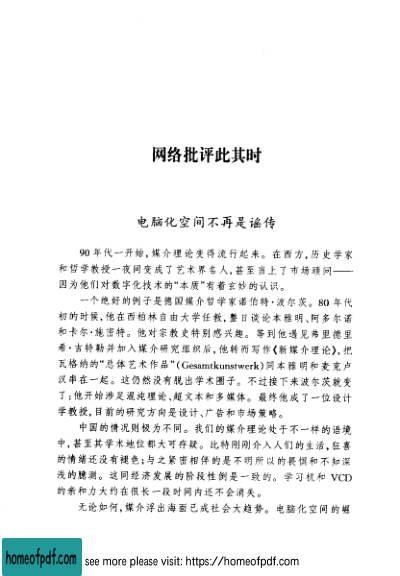 网络批评此其时
电脑化空间不再是谣传
90年代一开始,媒介理论变得流行起来。在西方,历史学家
和哲学教授一夜间变成了艺术界名人,甚至当上了市场顾问——
因为他们对数字化技术的“本质”有着玄妙的认识。
一个绝好的例子是德国媒介哲学家诺伯特·波尔茨。80年代
初的时候,他在西柏林自由大学任教,整日谈论本雅明、阿多尔诺
和卡尔·施密特。他对宗教史特别感兴趣。等到他遇见弗里德里
希·吉特勒并加入媒介研究组织后,他转而写作《新媒介理论》,把
瓦格纳的“总体艺术作品”(Gesamtkunstwerk)同本雅明和麦克卢
汉串在一起。这仍然没有脱出学术圈子。不过接下来波尔茨就变
了:他开始涉足混沌理论、超文本和多媒体。最终他成了一位设计
学教授,目前的研究方向是设计、广告和市场策略。
中国的情况则极为不同。我们的媒介理论处于不一样的语境
中,甚至其学术地位都大可存疑。比特刚刚介入人们的生活,狂喜
的情绪还没有褪色;与之紧密相伴的是不明所以的畏惧和不知深
浅的臆测。这同经济发展的阶段性倒是一致的。学习机和 VCD
的亲和力大约在很长一段时间内还不会消失。
无论如何,媒介浮出海面已成社会大趋势。电脑化空间的崛
homeofpdf.com
see more please visit: https://homeofpdf.com